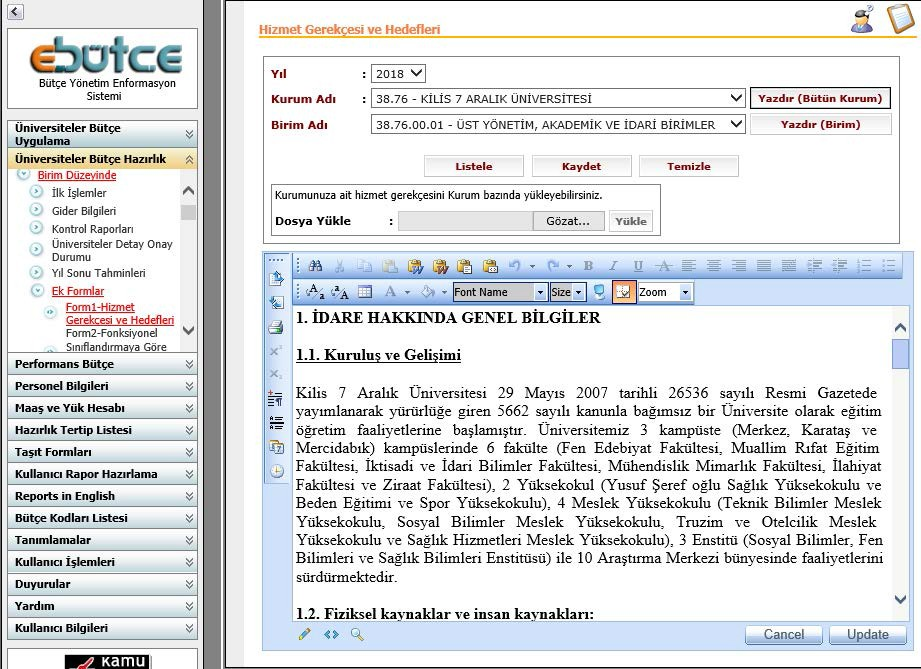 ebütçe
Bütçe Yönetim Enformasyon
Sistemi
Üniversiteler Bütçe
Uygulama
Üniversiteler Bütçe Hazırlık
Birim Düzeyinde
İlk İşlemler
Gider Bilgileri
Kontrol Raporları
Üniversiteler Detay Onay
Durumu
Yıl Sonu Tahminleri
Ek Formlar
Form1-Hizmet
Gerekçesi ve Hedefleri
Form2-Fonksiyonel
Sınıflandırmaya Göre
Performans Bütçe
Personel Bilgileri
Maaş ve Yük Hesabı
Hazırlık Tertip Listesi
Taşıt Formları
Kullanıcı Rapor Hazırlama
Reports in English
Bütçe Kodları Listesi
Tanımlamalar
Kullanıcı İşlemleri
Duyurular
Yardım
Kullanıcı Bilgileri
kamu
Hizmet Gerekçesi ve Hedefleri
Yıl : 2018
Kurum Adı : 38.76 - KİLİS 7 ARALIK ÜNİVERSİTESİ Yazdır (Bütün Kurum)
Birim Adı : 38.76.00.01 - ÜST YÖNETİM, AKADEMİK VE İDARİ BİRİMLER Yazdır (Birim)
Listele Kaydet Temizle
Kurumunuza ait hizmet gerekçesini Kurum bazında yükleyebilirsiniz.
Dosya Yükle : Gözat... Yükle
B I U A
A A Font Name Size Zoom
1. İDARE HAKKINDA GENEL BİLGİLER
1.1. Kuruluş ve Gelişimi
Kilis 7 Aralık Üniversitesi 29 Mayıs 2007 tarihli 26536 sayılı Resmi Gazetede
yayımlanarak yürürlüğe giren 5662 sayılı kanunla bağımsız bir Üniversite olarak eğitim
öğretim faaliyetlerine başlamıştır. Üniversitemiz 3 kampüste (Merkez, Karataş ve
Mercidabık) kampüslerinde 6 fakülte (Fen Edebiyat Fakültesi, Muallim Rıfat Eğitim
Fakültesi, İktisadi ve İdari Bilimler Fakültesi, Mühendislik Mimarlık Fakültesi, İlahiyat
Fakültesi ve Ziraat Fakültesi), 2 Yüksekokul (Yusuf Şeref oğlu Sağlık Yüksekokulu ve
Beden Eğitimi ve Spor Yüksekokulu), 4 Meslek Yüksekokulu (Teknik Bilimler Meslek
Yüksekokulu, Sosyal Bilimler Meslek Yüksekokulu, Truzim ve Otelcilik Meslek
Yüksekokulu ve Sağlık Hizmetleri Meslek Yüksekokulu), 3 Enstitü (Sosyal Bilimler, Fen
Bilimleri ve Sağlık Bilimleri Enstitüsü) ile 10 Araştırma Merkezi bünyesinde faaliyetlerini
sürdürmektedir.
1.2. Fiziksel kaynaklar ve insan kaynakları:
Cancel Update